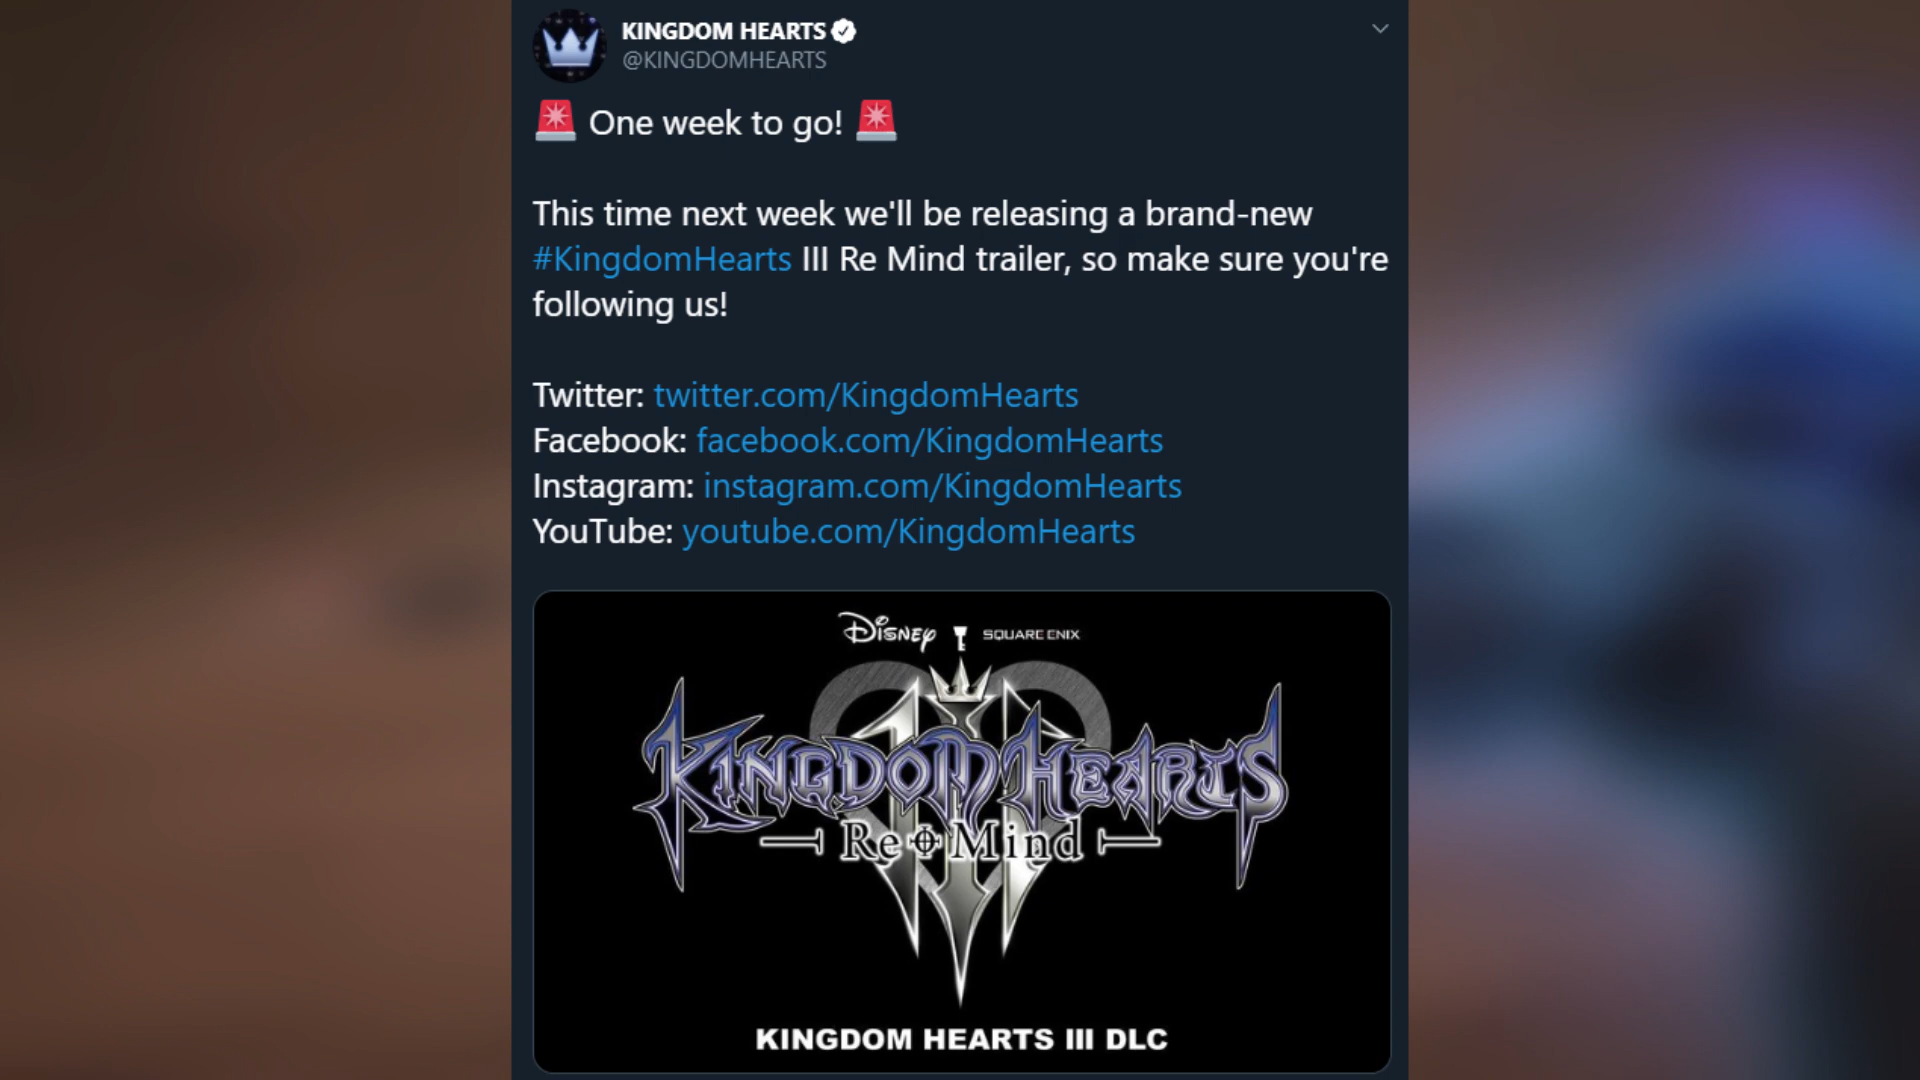 KINGDOM HEARTS
@KINGDOMHEARTS
🚨 One week to go! 🚨
This time next week we'll be releasing a brand-new
#KingdomHearts III Re Mind trailer, so make sure you're
following us!
Twitter: twitter.com/KingdomHearts
Facebook: facebook.com/KingdomHearts
Instagram: instagram.com/KingdomHearts
YouTube: youtube.com/KingdomHearts
Disney SQUARE ENIX
KINGDOM HEARTS III
Re Mind
KINGDOM HEARTS III DLC